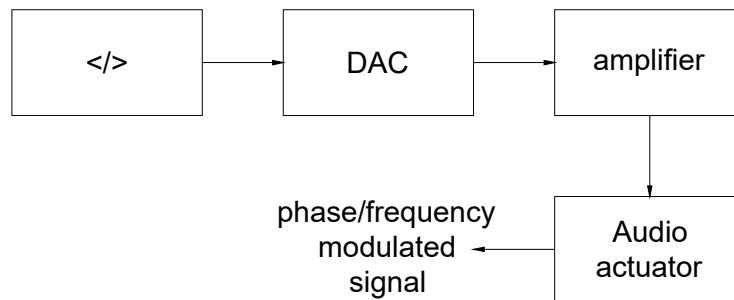 </>
DAC
amplifier
Audio
actuator
phase/frequency
modulated
signal